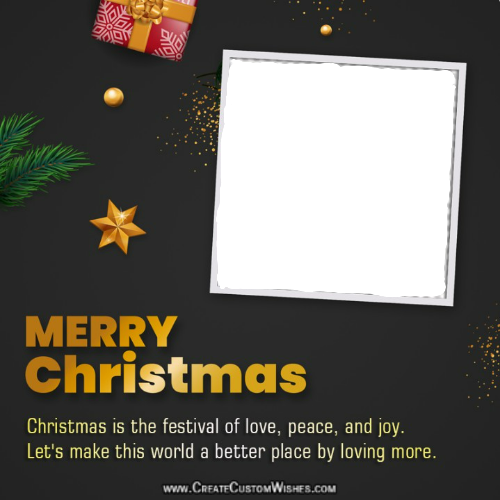 MERRY
Christmas
Christmas is the festival of love, peace, and joy.
Let's make this world a better place by loving more.
www.CreateCustomWishes.com